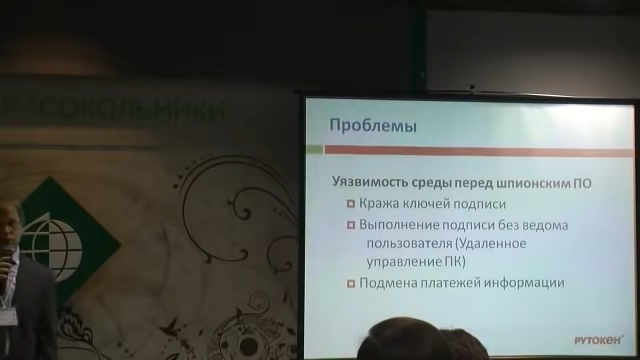 СОКОЛЬНИКИ
Проблемы
Уязвимость среды перед шпионским ПО
Кража ключей подписи
Выполнение подписи без ведома
пользователя (Удаленное
управление ПК)
Подмена платежей информации
РУТОКЕН